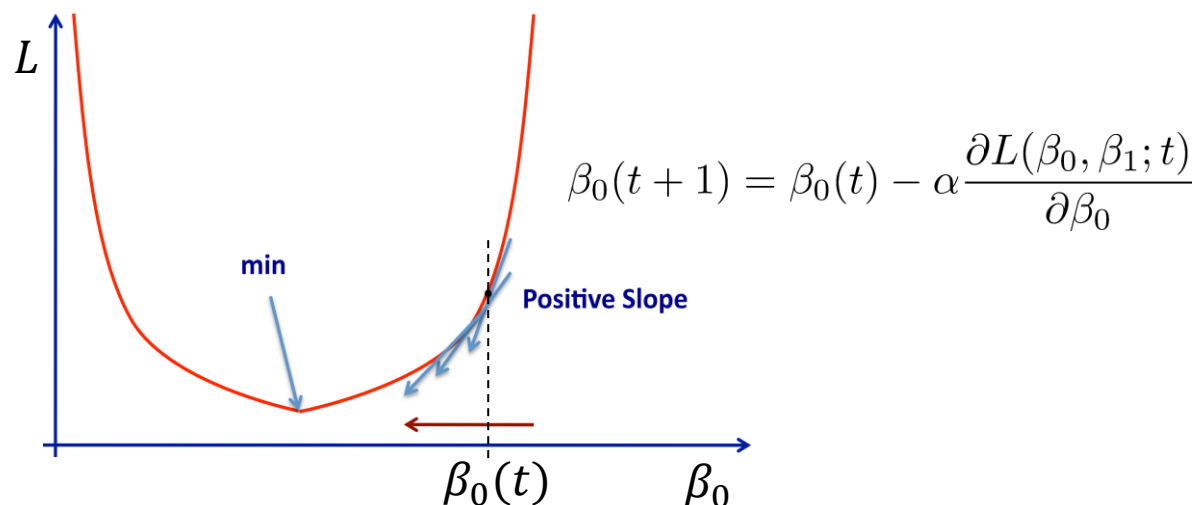 L
β₀(t + 1) = β₀(t) − α ∂L(β₀, β₁; t) / ∂β₀
min
Positive Slope
β₀(t)
β₀